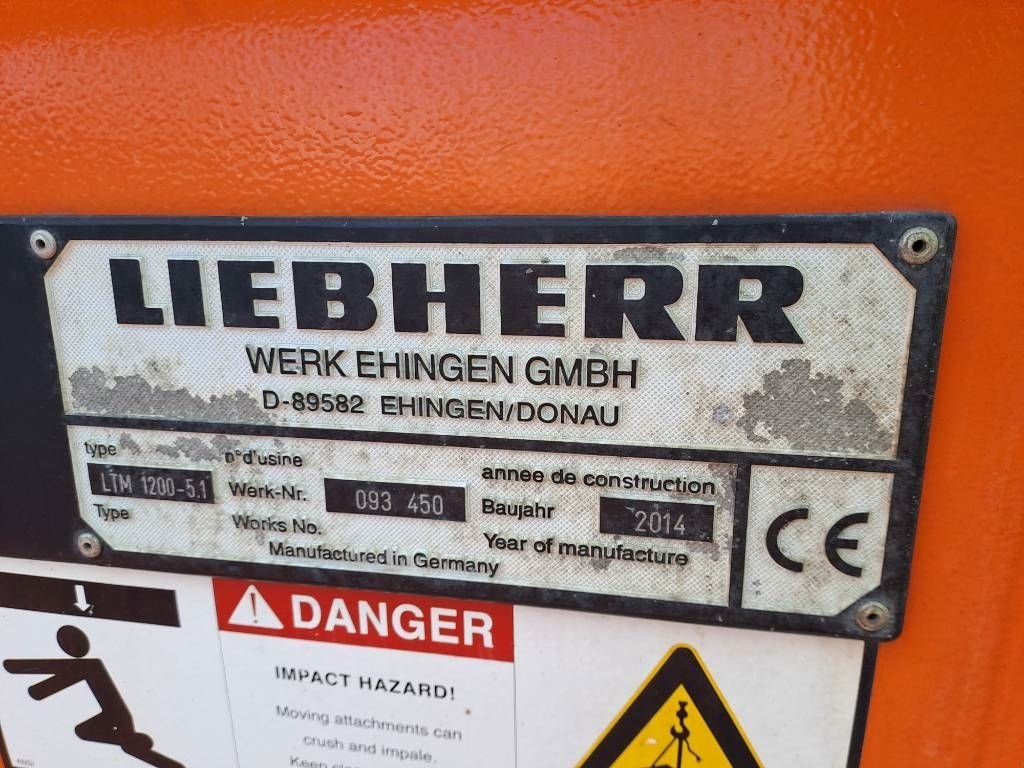 LIEBHERR
WERK EHINGEN GMBH
D-89582 EHINGEN/DONAU
type
LTM 1200-5.1
Type
n°d'usine
Werk-Nr. 093 450
Works No.
annee de construction
Baujahr 2014
Year of manufacture
Manufactured in Germany
CE
DANGER
IMPACT HAZARD!
Moving attachments can
crush and impale.
Keep